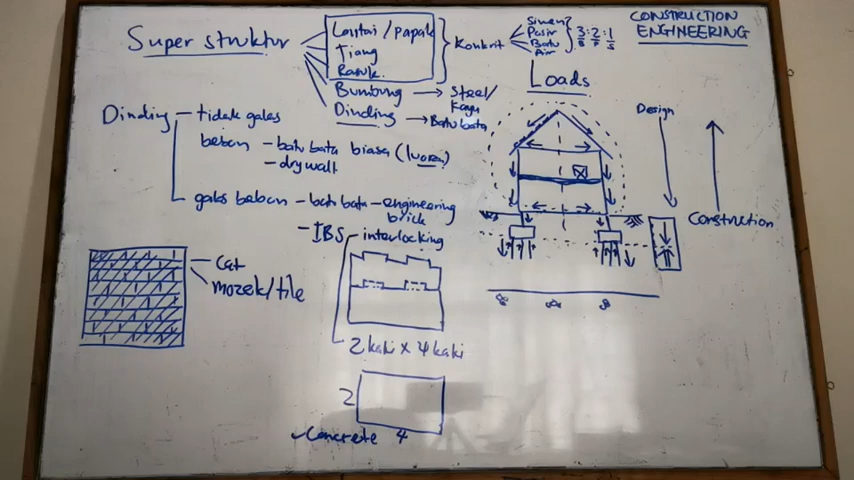 CONSTRUCTION
ENGINEERING
Super struktur
Lantai / papak
Tiang
Rasuk
Bumbung → Steel/
Kayu
Dinding → Batu bata
Konkrit
Simen
Pasir
Batu
Air
3:2:1
Loads
Dinding - tidak galas
beban - batu bata biasa
- dry wall
galas beban - batu bata - engineering
brick
- IBS - interlocking
2 kaki x 4 kaki
2
Concrete 4
Cat
mozek/tile
Design
Construction